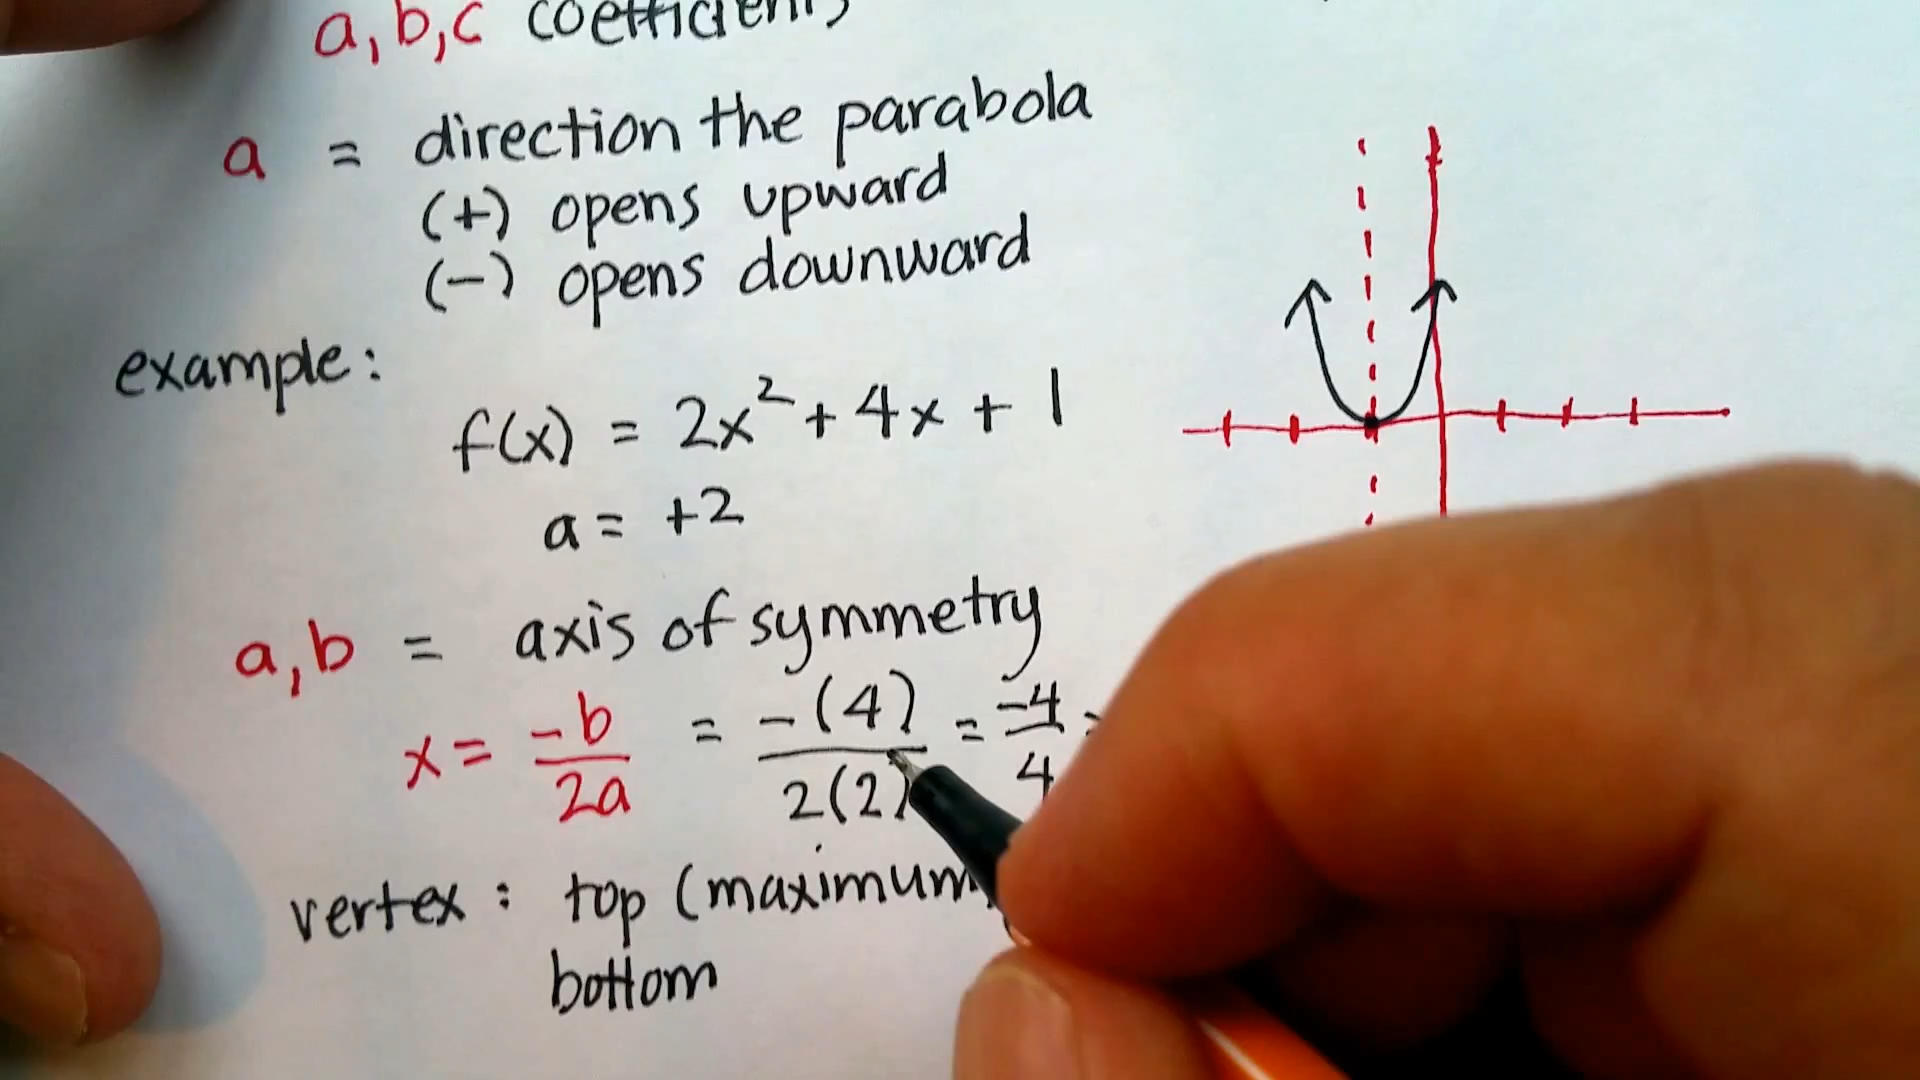 a, b, c coefficients
a = direction the parabola
(+) opens upward
(-) opens downward
example:
f(x) = 2x² + 4x + 1
a = +2
a, b = axis of symmetry
x = -b/2a = -(4)/2(2) = -4/4
vertex: top (maximum
bottom